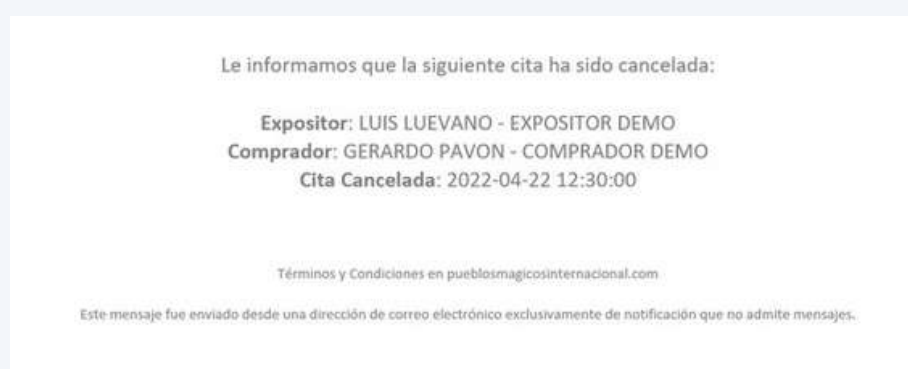 Le informamos que la siguiente cita ha sido cancelada:
Expositor: LUIS LUEVANO - EXPOSITOR DEMO
Comprador: GERARDO PAVON - COMPRADOR DEMO
Cita Cancelada: 2022-04-22 12:30:00
Términos y Condiciones en pueblosmagicosinternacional.com
Este mensaje fue enviado desde una dirección de correo electrónico exclusivamente de notificación que no admite mensajes.